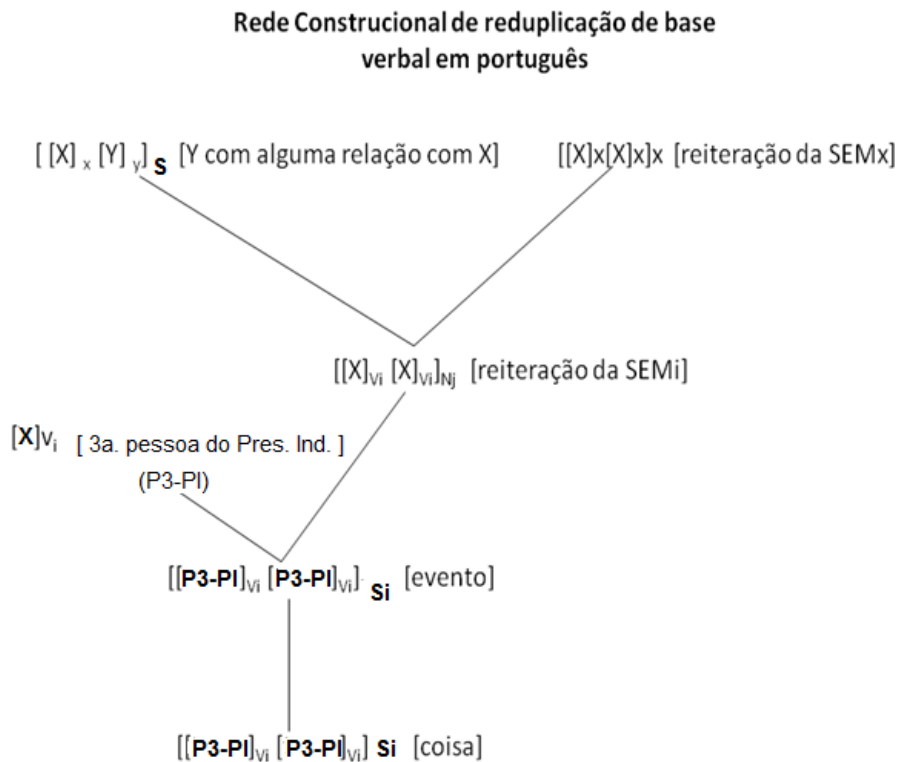 Rede Construcional de reduplicação de base
verbal em português
[ [X] x [Y] y] S [Y com alguma relação com X] [[X]x[X]x]x [reiteração da SEMx]
[[X]Vi [X]Vi]Nj [reiteração da SEMi]
[X]Vi [ 3a. pessoa do Pres. Ind. ]
(P3-PI)
[[P3-PI]Vi [P3-PI]Vi] Si [evento]
[[P3-PI]Vi [P3-PI]Vi] Si [coisa]